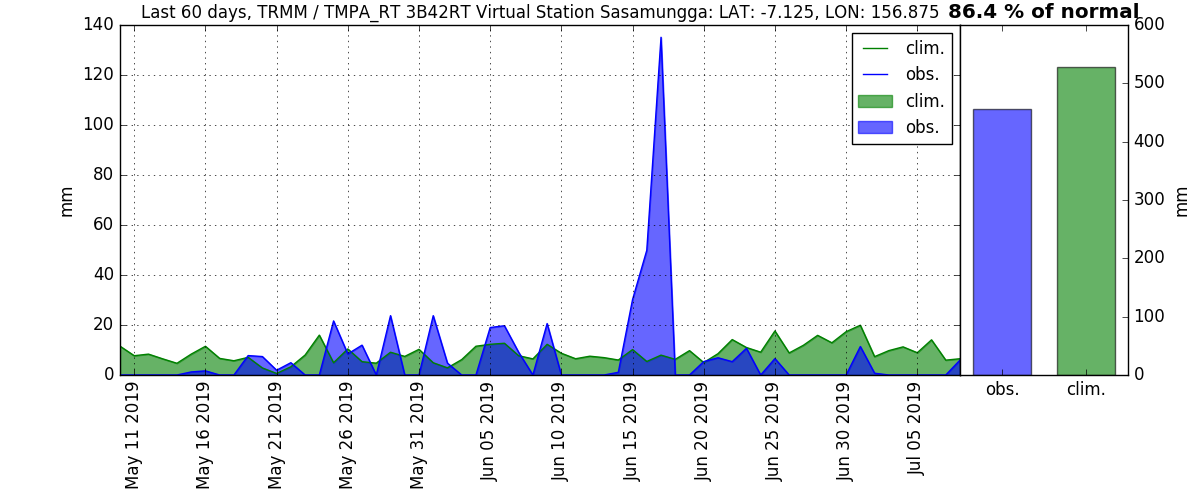 Last 60 days, TRMM / TMPA_RT 3B42RT Virtual Station Sasamungga: LAT: -7.125, LON: 156.875
86.4 % of normal
140
120
100
80
60
40
20
0
mm
clim.
obs.
clim.
obs.
May 11 2019
May 16 2019
May 21 2019
May 26 2019
May 31 2019
Jun 05 2019
Jun 10 2019
Jun 15 2019
Jun 20 2019
Jun 25 2019
Jun 30 2019
Jul 05 2019
600
500
400
300
200
100
0
mm
obs.
clim.